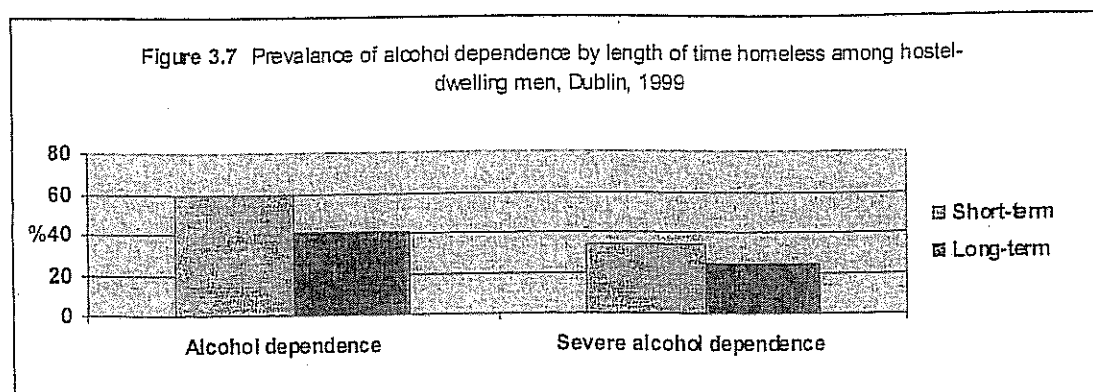 Figure 3.7 Prevalance of alcohol dependence by length of time homeless among hostel-
dwelling men, Dublin, 1999
80
60
%40
20
0
Alcohol dependence
Severe alcohol dependence
Short-term
Long-term